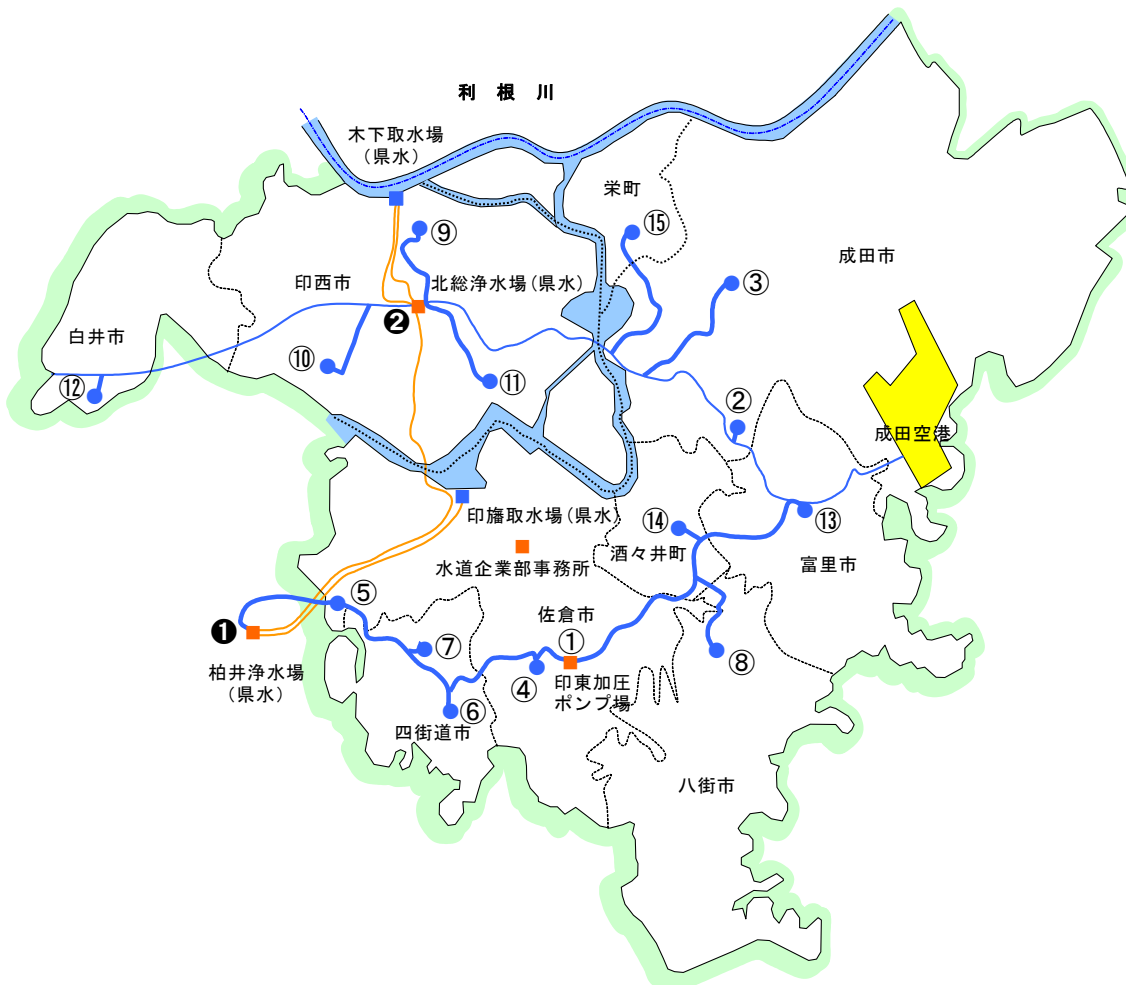 利根川
木下取水場
(県水)
栄町
⑮
⑨
成田市
③
印西市
北総浄水場(県水)
❷
白井市
⑩
⑪
⑫
②
成田空港
印旛取水場(県水)
⑭
⑬
水道企業部事務所
酒々井町
富里市
⑤
佐倉市
❶
⑦
①
⑧
柏井浄水場
(県水)
④
印東加圧
ポンプ場
⑥
四街道市
八街市